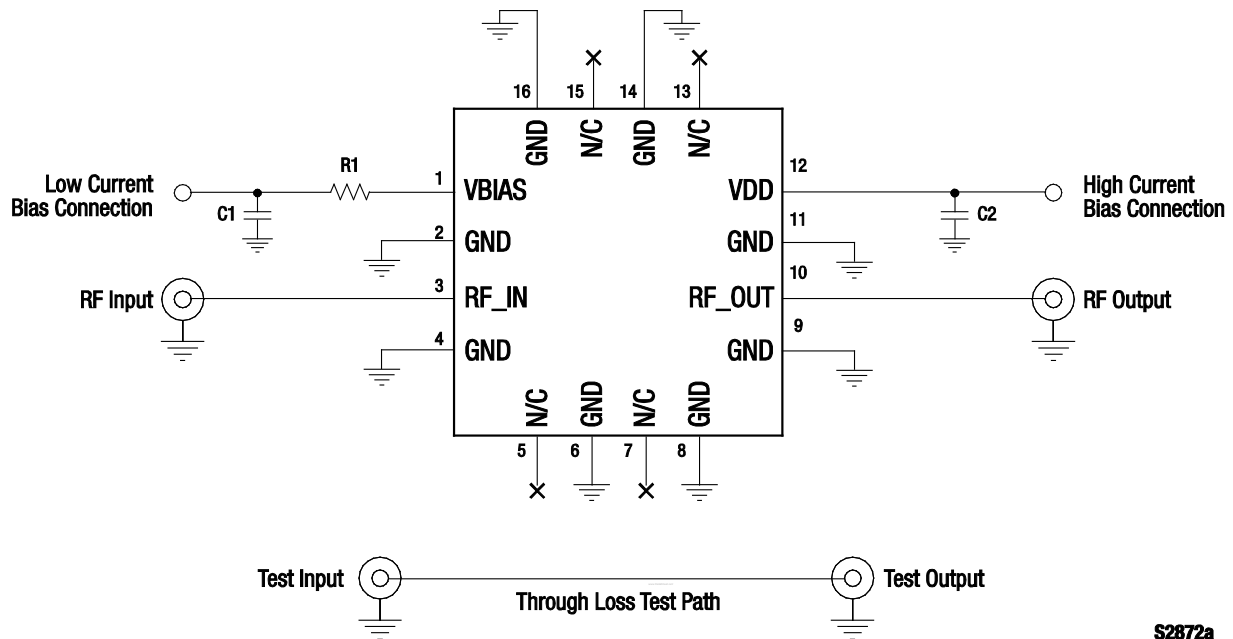 16
15
14
13
GND
N/C
GND
N/C
Low Current
Bias Connection
C1
R1
1
VBIAS
2
GND
RF Input
3
RF_IN
4
GND
12
VDD
C2
High Current
Bias Connection
11
GND
10
RF_OUT
RF Output
9
GND
N/C
GND
N/C
GND
5
6
7
8
Test Input
Through Loss Test Path
Test Output
S2872a